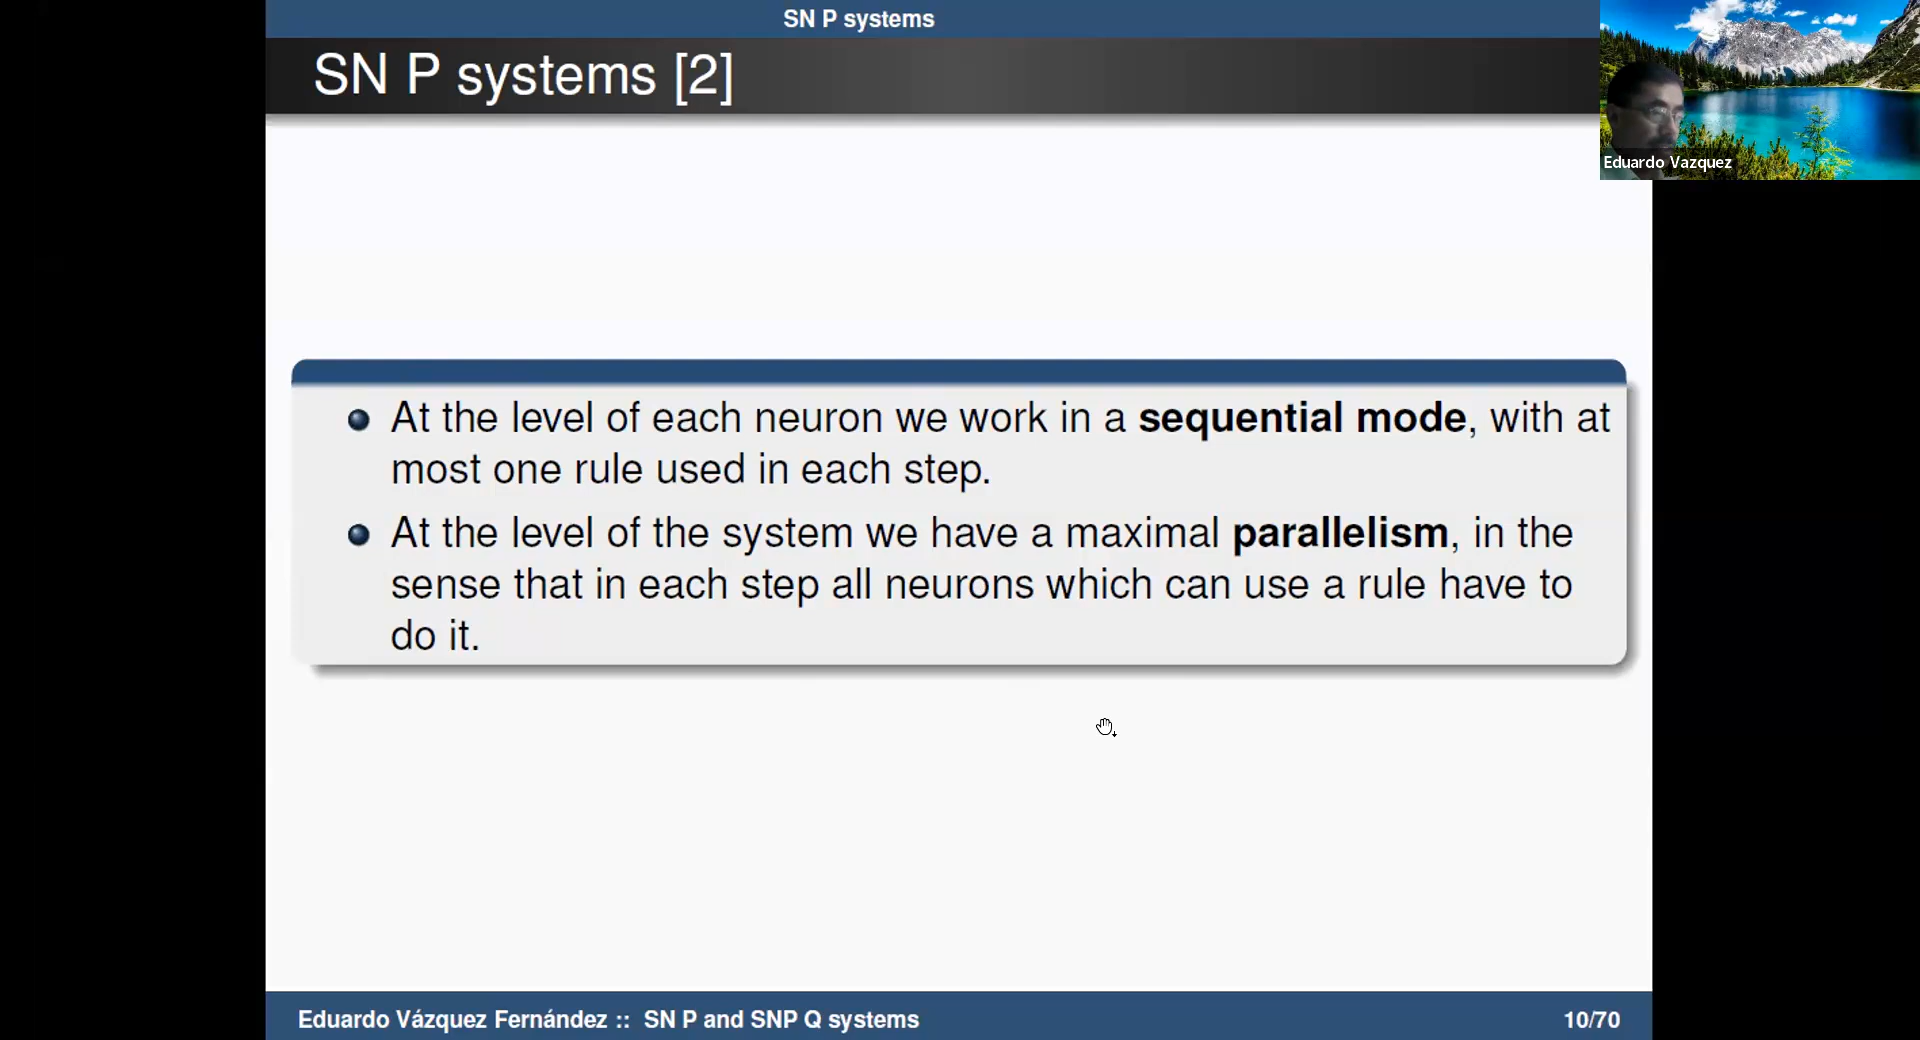 SN P systems
SN P systems [2]
Eduardo Vazquez
At the level of each neuron we work in a sequential mode, with at
most one rule used in each step.
At the level of the system we have a maximal parallelism, in the
sense that in each step all neurons which can use a rule have to
do it.
Eduardo Vázquez Fernández :: SN P and SNP Q systems
10/70